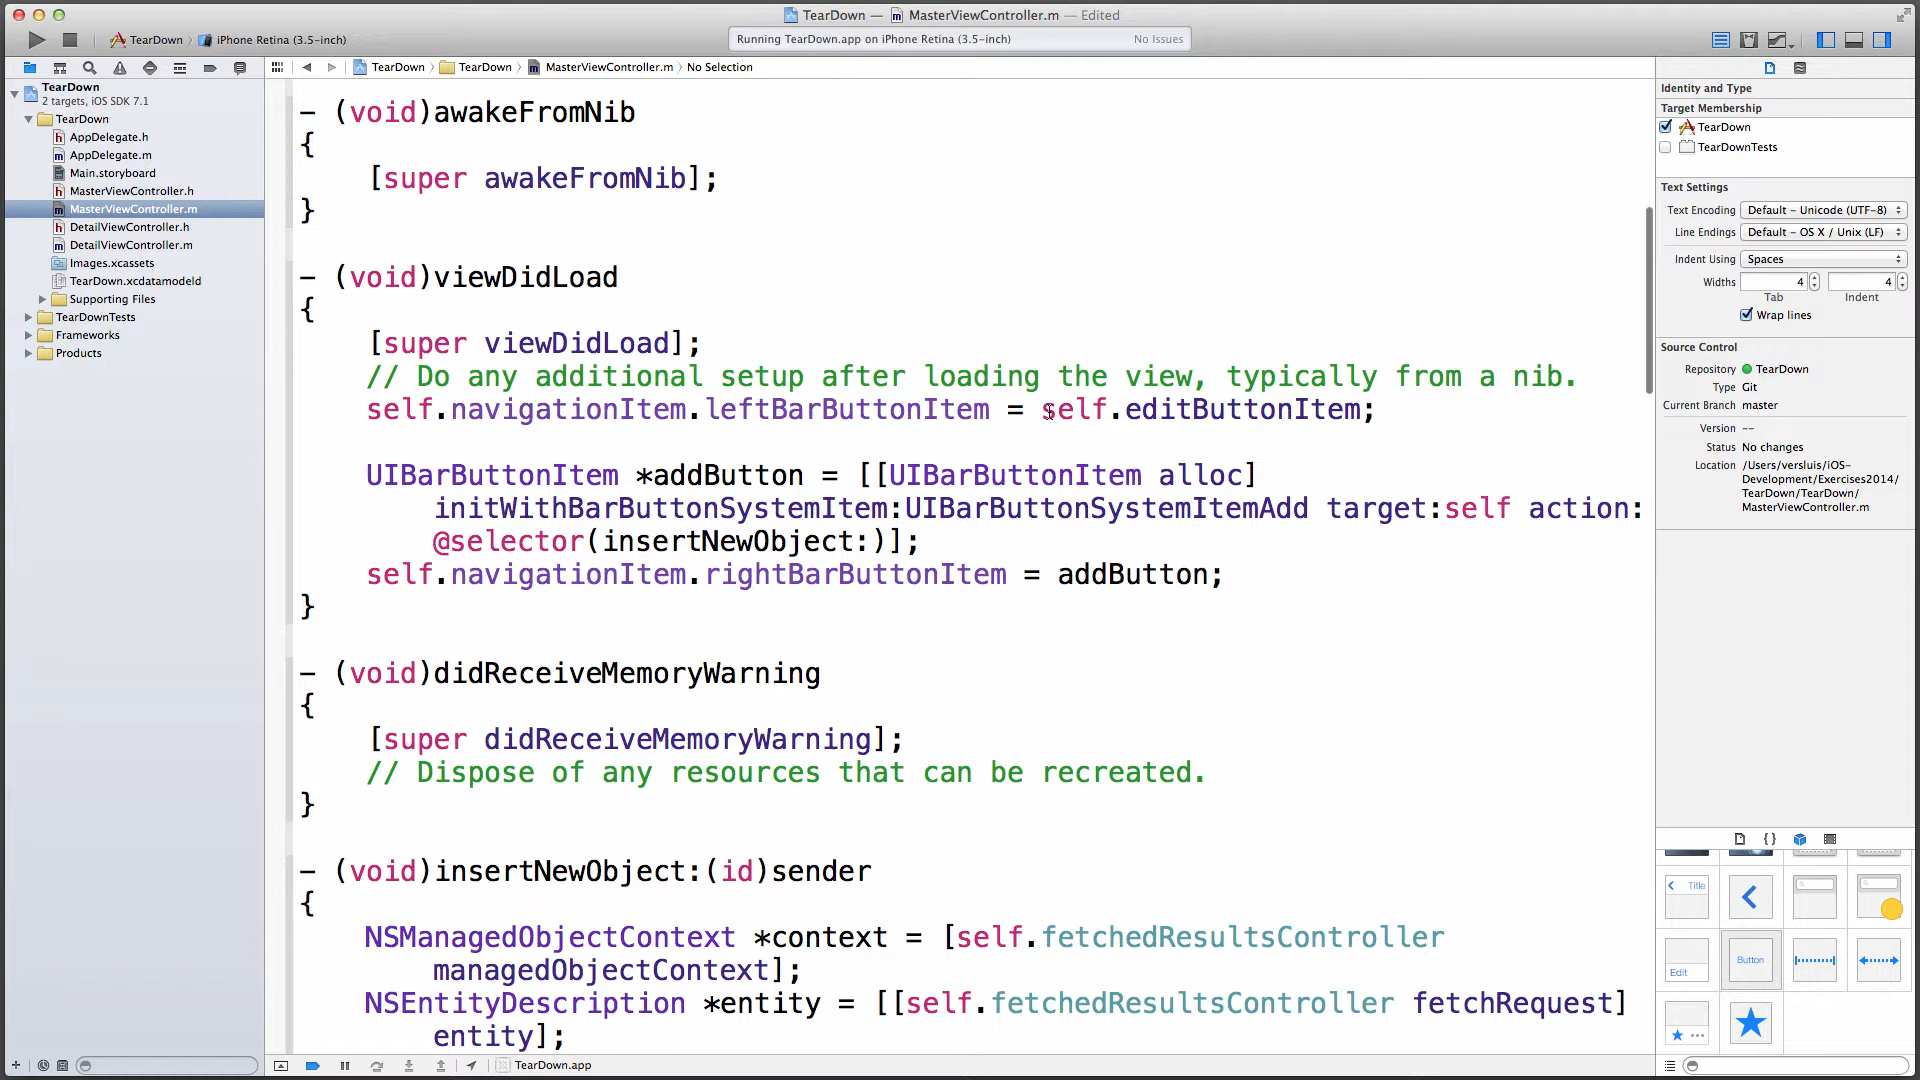 TearDown — MasterViewController.m — Edited
TearDown iPhone Retina (3.5-inch)
Running TearDown.app on iPhone Retina (3.5-inch) No Issues
TearDown TearDown MasterViewController.m No Selection
TearDown
2 targets, iOS SDK 7.1
TearDown
AppDelegate.h
AppDelegate.m
Main.storyboard
MasterViewController.h
MasterViewController.m
DetailViewController.h
DetailViewController.m
Images.xcassets
TearDown.xcdatamodeld
Supporting Files
TearDownTests
Frameworks
Products
- (void)awakeFromNib
{
[super awakeFromNib];
}
- (void)viewDidLoad
{
[super viewDidLoad];
// Do any additional setup after loading the view, typically from a nib.
self.navigationItem.leftBarButtonItem = self.editButtonItem;
UIBarButtonItem *addButton = [[UIBarButtonItem alloc]
initWithBarButtonSystemItem:UIBarButtonSystemItemAdd target:self action:
@selector(insertNewObject:)];
self.navigationItem.rightBarButtonItem = addButton;
}
- (void)didReceiveMemoryWarning
{
[super didReceiveMemoryWarning];
// Dispose of any resources that can be recreated.
}
- (void)insertNewObject:(id)sender
{
NSManagedObjectContext *context = [self.fetchedResultsController
managedObjectContext];
NSEntityDescription *entity = [[self.fetchedResultsController fetchRequest]
entity];
TearDown.app
Identity and Type
Target Membership
TearDown
TearDownTests
Text Settings
Text Encoding Default - Unicode (UTF-8)
Line Endings Default - OS X / Unix (LF)
Indent Using Spaces
Widths 4 4
Tab Indent
Wrap lines
Source Control
Repository TearDown
Type Git
Current Branch master
Version --
Status No changes
Location /Users/versluis/iOS-
Development/Exercises2014/
TearDown/TearDown/
MasterViewController.m
{ }
Title
Edit Button